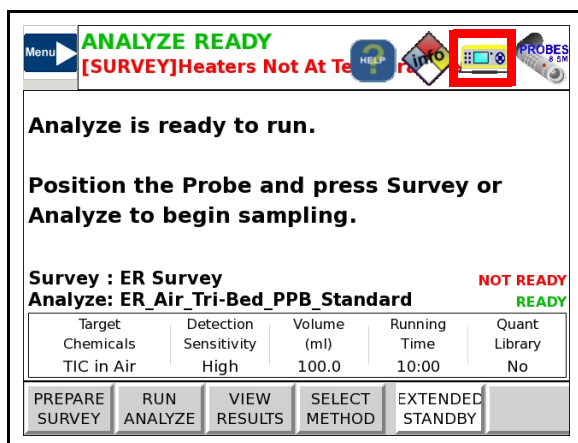 Menu
ANALYZE READY
[SURVEY]Heaters Not At Te
HELP
info
PROBES
8 SM
Analyze is ready to run.
Position the Probe and press Survey or
Analyze to begin sampling.
Survey : ER Survey NOT READY
Analyze: ER_Air_Tri-Bed_PPB_Standard READY
Target Detection Volume Running Quant
Chemicals Sensitivity (ml) Time Library
TIC in Air High 100.0 10:00 No
PREPARE RUN VIEW SELECT EXTENDED
SURVEY ANALYZE RESULTS METHOD STANDBY